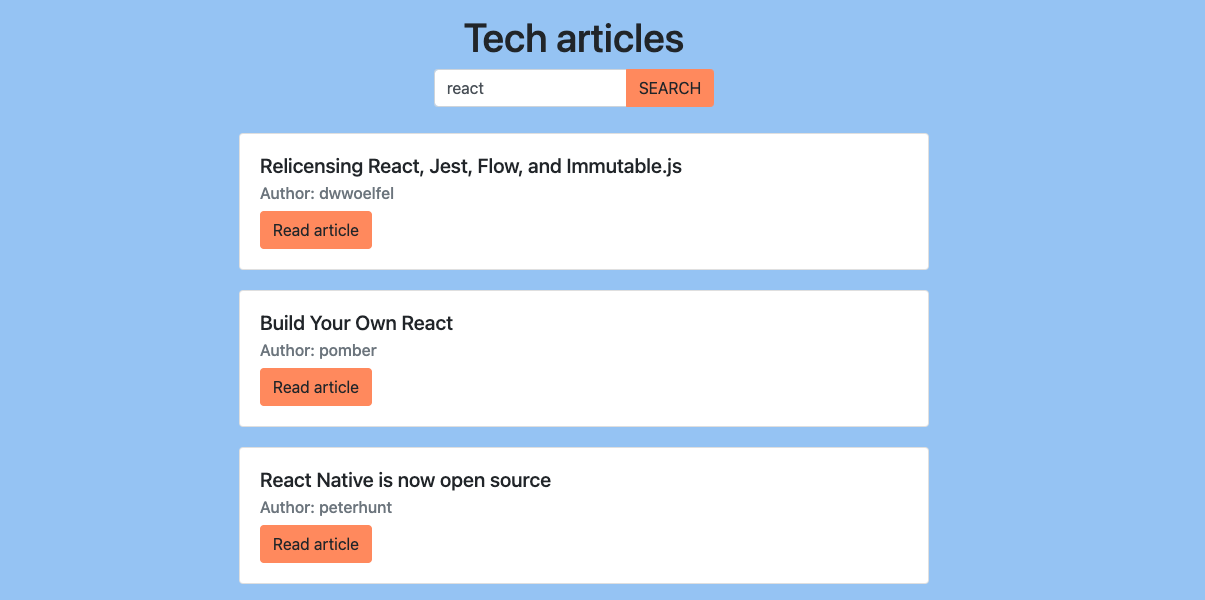 Tech articles
react SEARCH
Relicensing React, Jest, Flow, and Immutable.js
Author: dwwoelfel
Read article
Build Your Own React
Author: pomber
Read article
React Native is now open source
Author: peterhunt
Read article